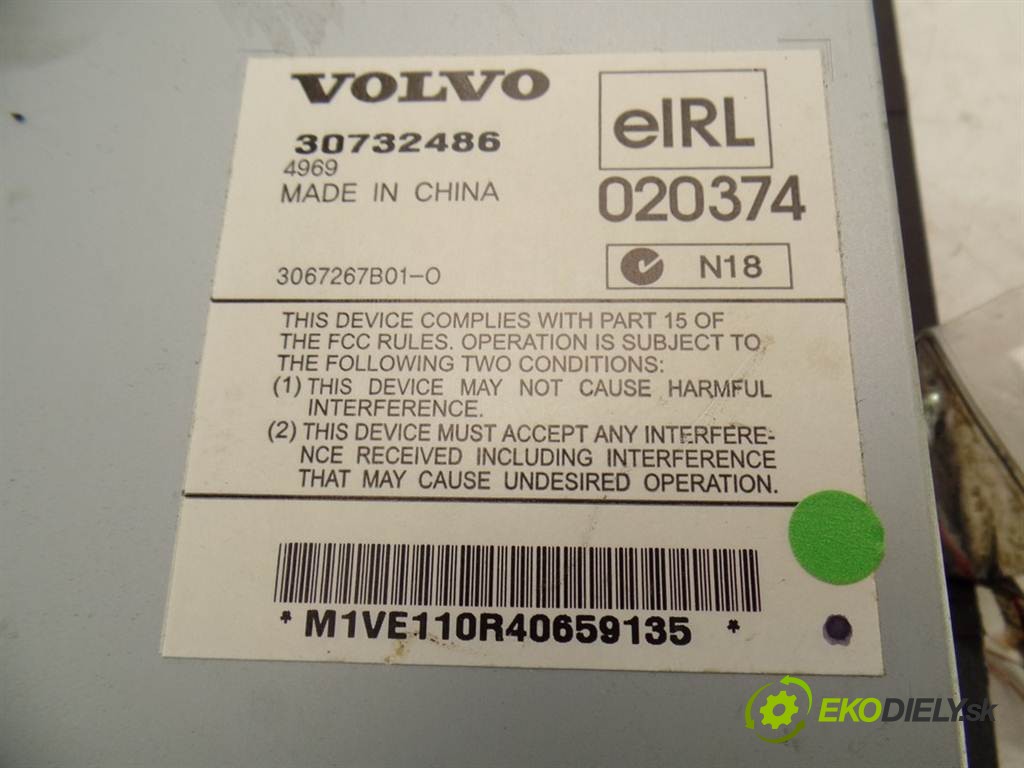 VOLVO
30732486
4969
MADE IN CHINA
3067267B01-O
eIRL
020374
N18
THIS DEVICE COMPLIES WITH PART 15 OF
THE FCC RULES. OPERATION IS SUBJECT TO
THE FOLLOWING TWO CONDITIONS:
(1) THIS DEVICE MAY NOT CAUSE HARMFUL
INTERFERENCE.
(2) THIS DEVICE MUST ACCEPT ANY INTERFERE-
NCE RECEIVED INCLUDING INTERFERENCE
THAT MAY CAUSE UNDESIRED OPERATION.
* M1VE110R40659135 *
EKODIELY.sk